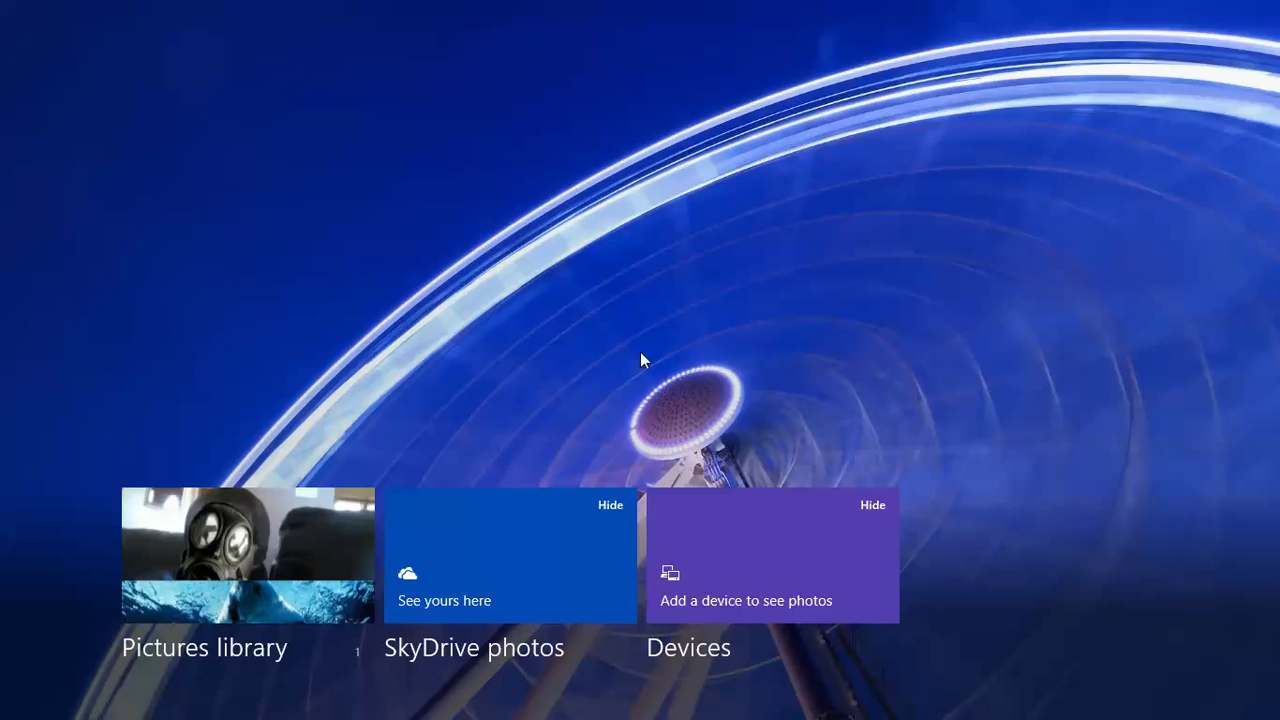 Hide
Hide
See yours here
Add a device to see photos
Pictures library 1
SkyDrive photos
Devices